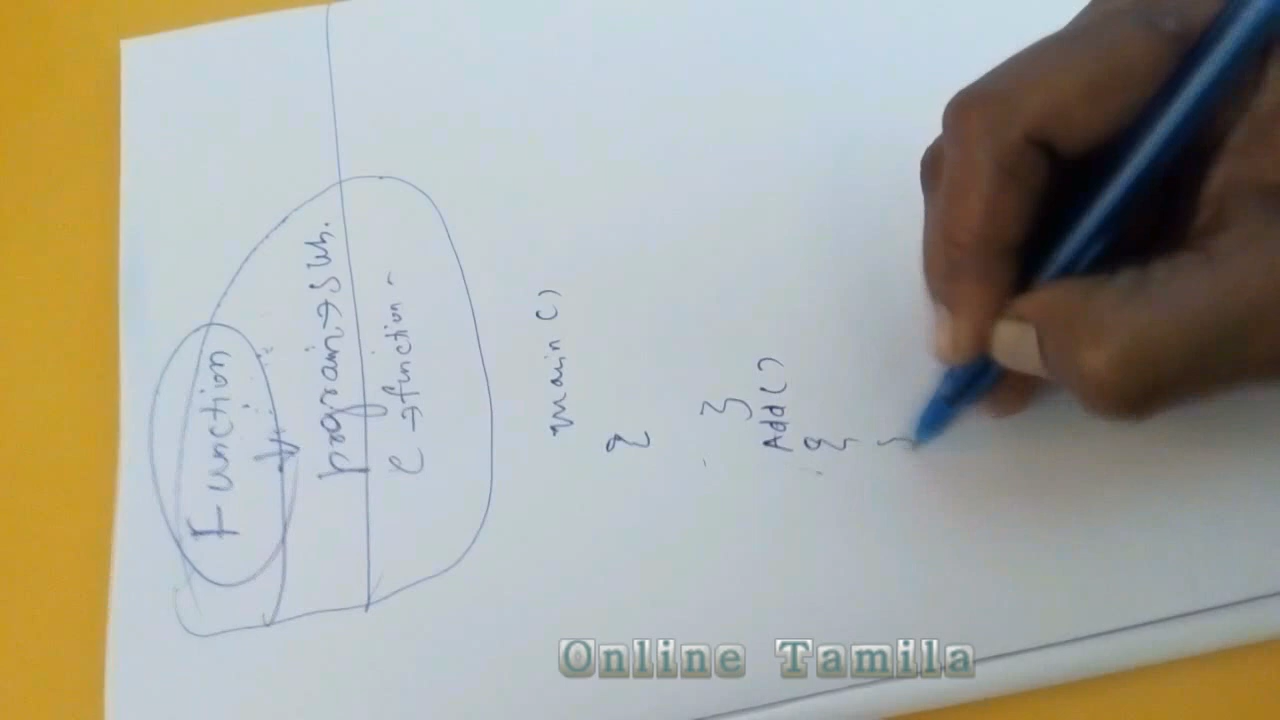 Function
program → sub.
C → function -
main ()
{
}
Add ()
{
}
Online Tamila